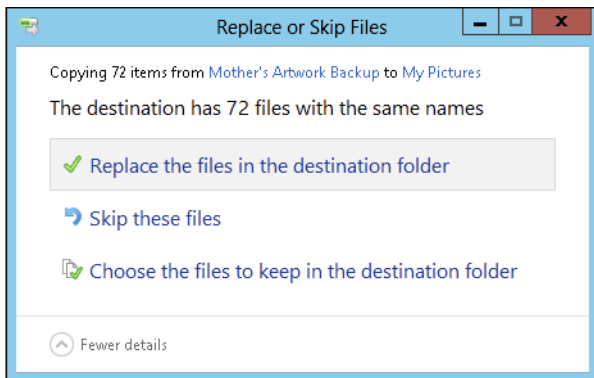 Replace or Skip Files
Copying 72 items from Mother's Artwork Backup to My Pictures
The destination has 72 files with the same names
Replace the files in the destination folder
Skip these files
Choose the files to keep in the destination folder
Fewer details